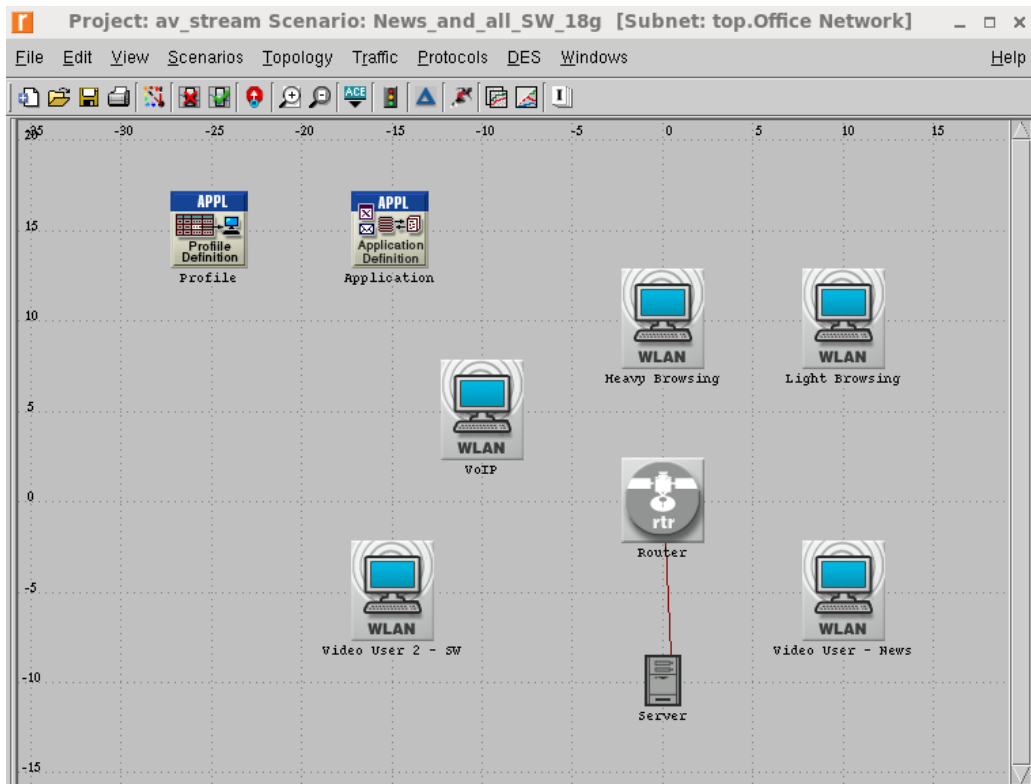 Project: av_stream Scenario: News_and_all_SW_18g [Subnet: top.Office Network]
File Edit View Scenarios Topology Traffic Protocols DES Windows Help
ACE
-35 -30 -25 -20 -15 -10 -5 0 5 10 15
20
APPL
Profiile
Definition
Profile
APPL
Application
Definition
Application
15
WLAN
Heavy Browsing
WLAN
Light Browsing
10
WLAN
VoIP
5
0
rtr
Router
-5
WLAN
Video User 2 - SW
WLAN
Video User - News
-10
Server
-15